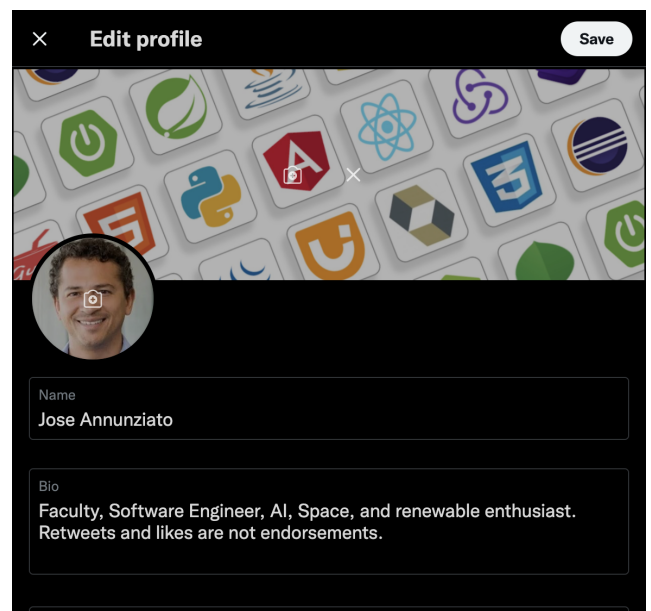 Edit profile
Save
Name
Jose Annunziato
Bio
Faculty, Software Engineer, AI, Space, and renewable enthusiast.
Retweets and likes are not endorsements.